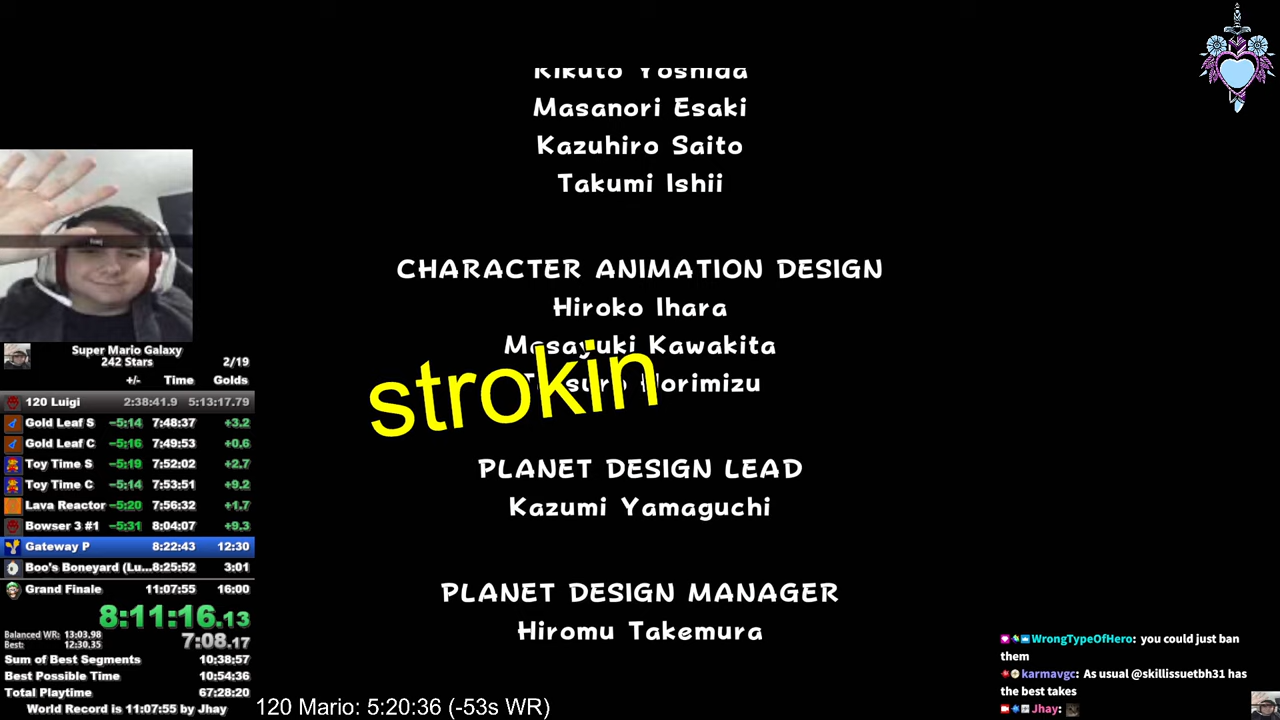 Kikuto Yoshida
Masanori Esaki
Kazuhiro Saito
Takumi Ishii
CHARACTER ANIMATION DESIGN
Hiroko Ihara
Masayuki Kawakita
Horimizu
strokin
PLANET DESIGN LEAD
Kazumi Yamaguchi
PLANET DESIGN MANAGER
Hiromu Takemura
Super Mario Galaxy
242 Stars 2/19
+/- Time Golds
120 Luigi 2:38:41.9 5:13:17.79
Gold Leaf S -5:14 7:48:37 +3.2
Gold Leaf C -5:16 7:49:53 +0.6
Toy Time S -5:19 7:52:02 +2.7
Toy Time C -5:14 7:53:51 +9.2
Lava Reactor -5:20 7:56:32 +1.7
Bowser 3 #1 -5:31 8:04:07 +9.3
Gateway P 8:22:43 12:30
Boo's Boneyard (Lu... 8:25:52 3:01
Grand Finale 11:07:55 16:00
8:11:16.13
Balanced WR: 13:03.98
Best: 12:30.35
7:08.17
Sum of Best Segments 10:38:57
Best Possible Time 10:54:36
Total Playtime 67:28:20
World Record is 11:07:55 by Jhay
120 Mario: 5:20:36 (-53s WR)
WrongTypeOfHero: you could just ban
them
karmavgc: As usual @skillissuetbh31 has
the best takes
Jhay: